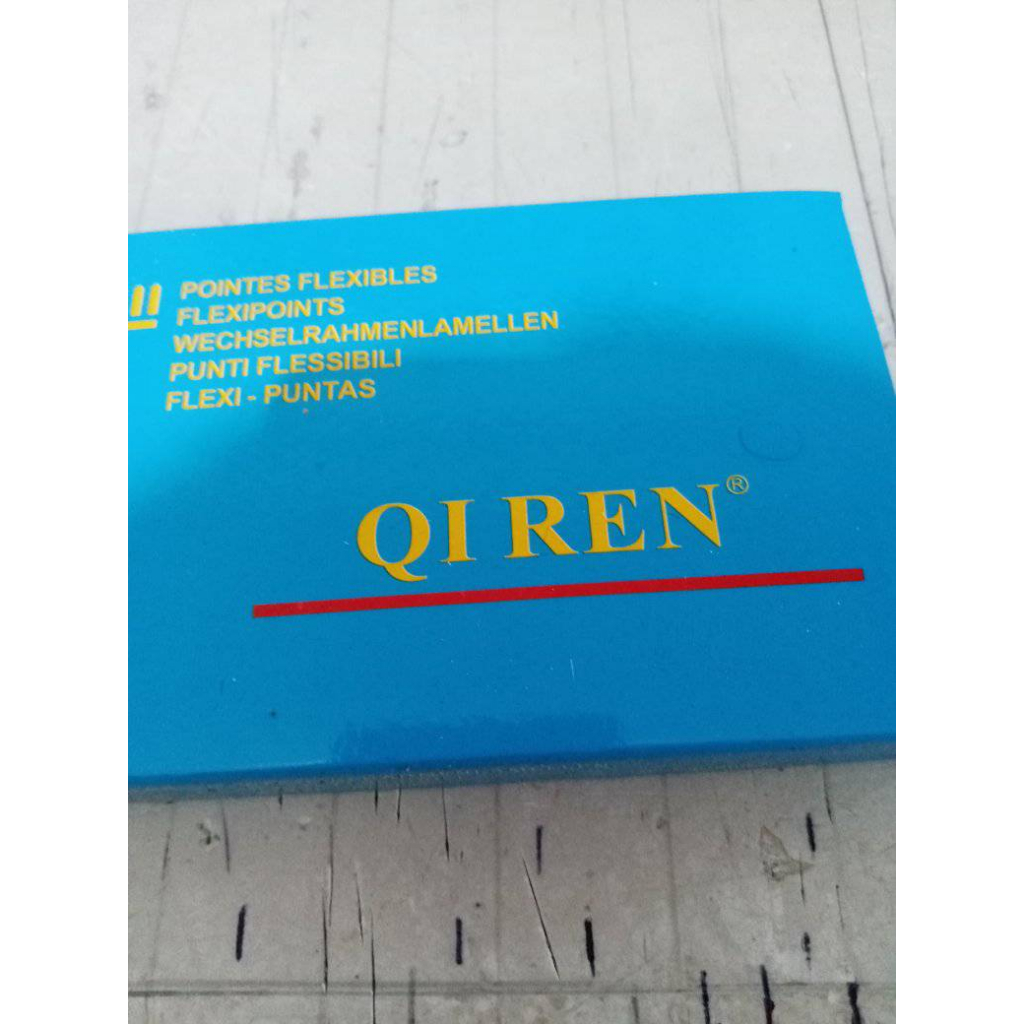 POINTES FLEXIBLES
FLEXIPOINTS
WECHSELRAHMENLAMELLEN
PUNTI FLESSIBILI
FLEXI - PUNTAS
QI REN®